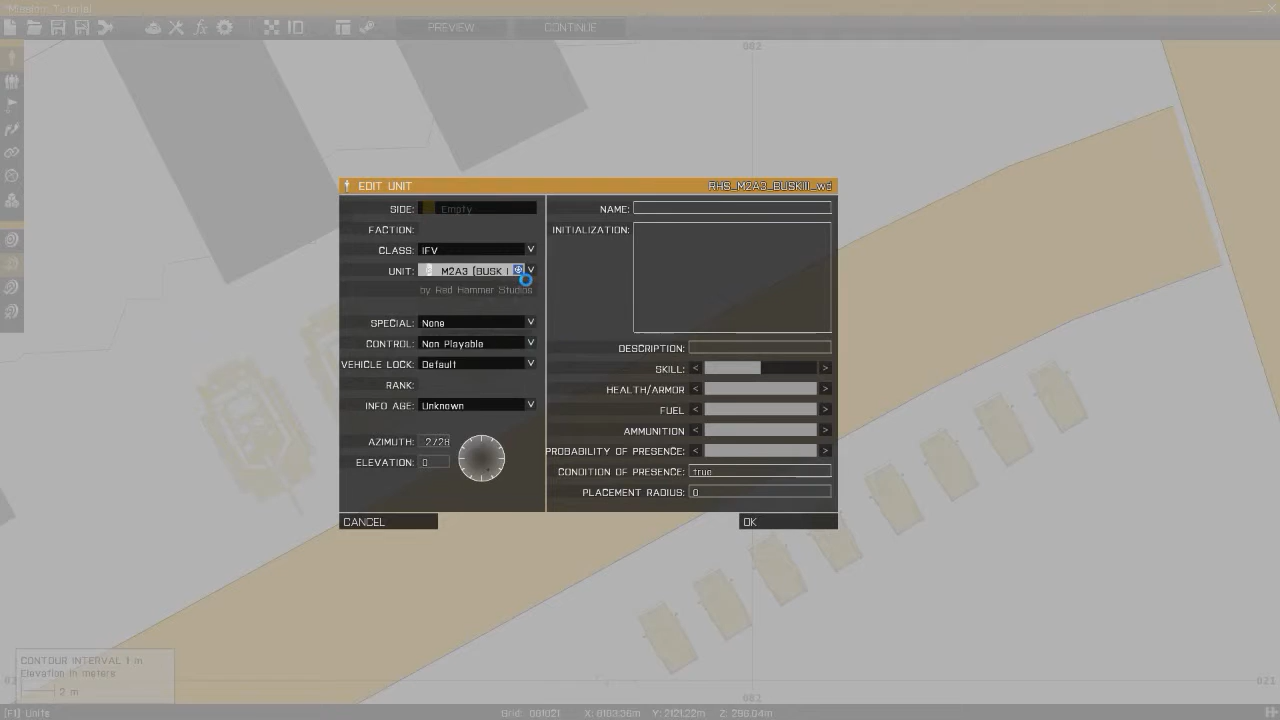 *Mission: Tutorial
PREVIEW
CONTINUE
002
EDIT UNIT
RHS_M2A3_BUSKIII_wd
SIDE: Empty
FACTION:
CLASS: IFV
UNIT: M2A3 (BUSK I
by Red Hammer Studios
SPECIAL: None
CONTROL: Non Playable
VEHICLE LOCK: Default
RANK:
INFO AGE: Unknown
AZIMUTH:
ELEVATION: 0
NAME:
INITIALIZATION:
DESCRIPTION:
SKILL:
HEALTH/ARMOR
FUEL
AMMUNITION
PROBABILITY OF PRESENCE:
CONDITION OF PRESENCE: true
PLACEMENT RADIUS: 0
CANCEL
OK
CONTOUR INTERVAL 1 m
Elevation in meters
2 m
002
021
[F1] Units
Grid: 081021 X: 8183.36m Y: 2121.22m Z: 296.04m